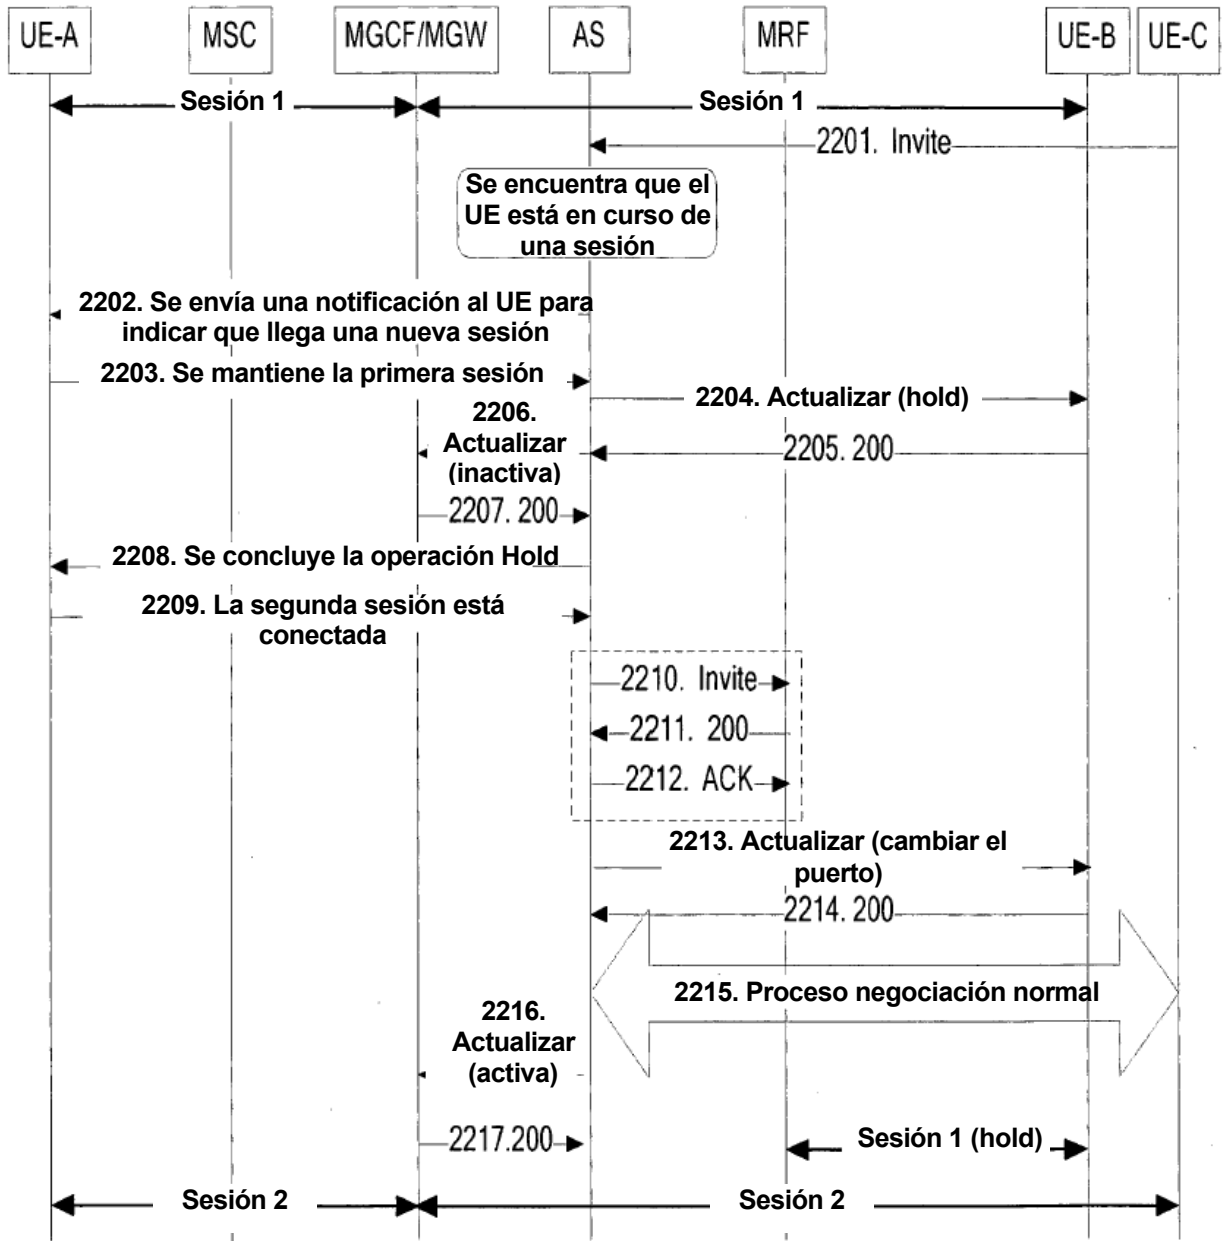 UE-A
MSC
MGCF/MGW
AS
MRF
UE-B
UE-C
Sesión 1
Sesión 1
2201. Invite
Se encuentra que el
UE está en curso de
una sesión
2202. Se envía una notificación al UE para
indicar que llega una nueva sesión
2203. Se mantiene la primera sesión
2204. Actualizar (hold)
2206.
Actualizar
(inactiva)
2205. 200
2207. 200
2208. Se concluye la operación Hold
2209. La segunda sesión está
conectada
2210. Invite
2211. 200
2212. ACK
2213. Actualizar (cambiar el
puerto)
2214. 200
2215. Proceso negociación normal
2216.
Actualizar
(activa)
2217.200
Sesión 1 (hold)
Sesión 2
Sesión 2